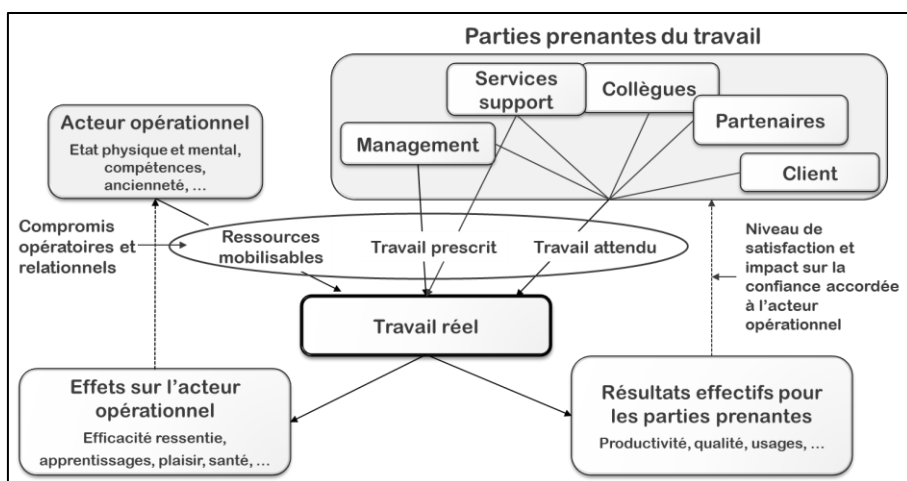 Parties prenantes du travail
Services
support
Collègues
Partenaires
Management
Client
Acteur opérationnel
Etat physique et mental,
compétences,
ancienneté, …
Compromis
opératoires et
relationnels
Ressources
mobilisables
Travail prescrit
Travail attendu
Niveau de
satisfaction et
impact sur la
confiance accordée
à l’acteur
opérationnel
Travail réel
Effets sur l’acteur
opérationnel
Efficacité ressentie,
apprentissages, plaisir, santé, …
Résultats effectifs pour
les parties prenantes
Productivité, qualité, usages, …